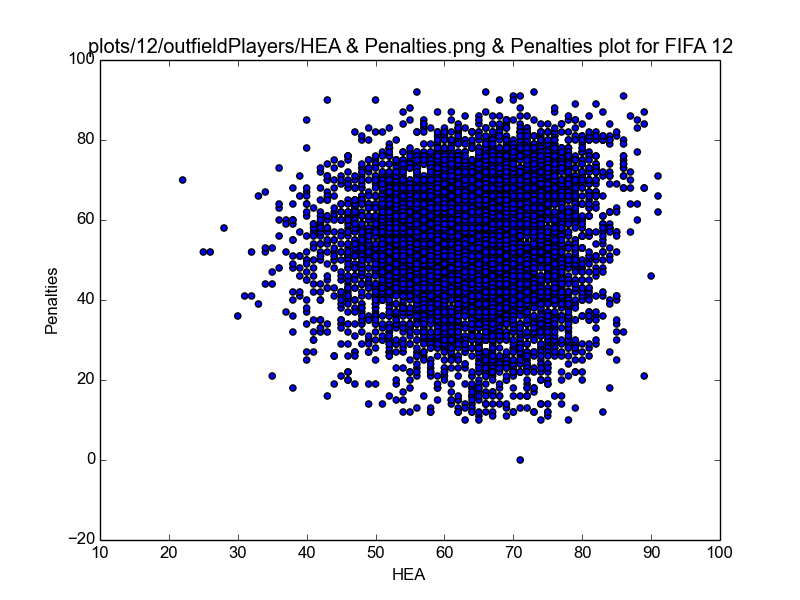 plots/12/outfieldPlayers/HEA & Penalties.png & Penalties plot for FIFA 12
100
80
60
40
20
0
−20
10 20 30 40 50 60 70 80 90 100
Penalties
HEA